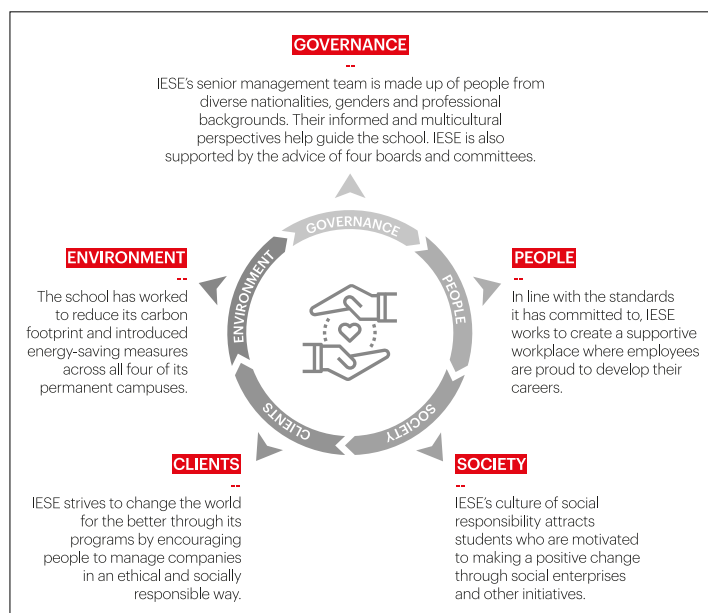 GOVERNANCE
--
IESE's senior management team is made up of people from
diverse nationalities, genders and professional
backgrounds. Their informed and multicultural
perspectives help guide the school. IESE is also
supported by the advice of four boards and committees.
GOVERNANCE
PEOPLE
SOCIETY
CLIENTS
ENVIRONMENT
ENVIRONMENT
--
The school has worked
to reduce its carbon
footprint and introduced
energy-saving measures
across all four of its
permanent campuses.
PEOPLE
--
In line with the standards
it has committed to, IESE
works to create a supportive
workplace where employees
are proud to develop their
careers.
CLIENTS
--
IESE strives to change the world
for the better through its
programs by encouraging
people to manage companies
in an ethical and socially
responsible way.
SOCIETY
--
IESE's culture of social
responsibility attracts
students who are motivated
to making a positive change
through social enterprises
and other initiatives.